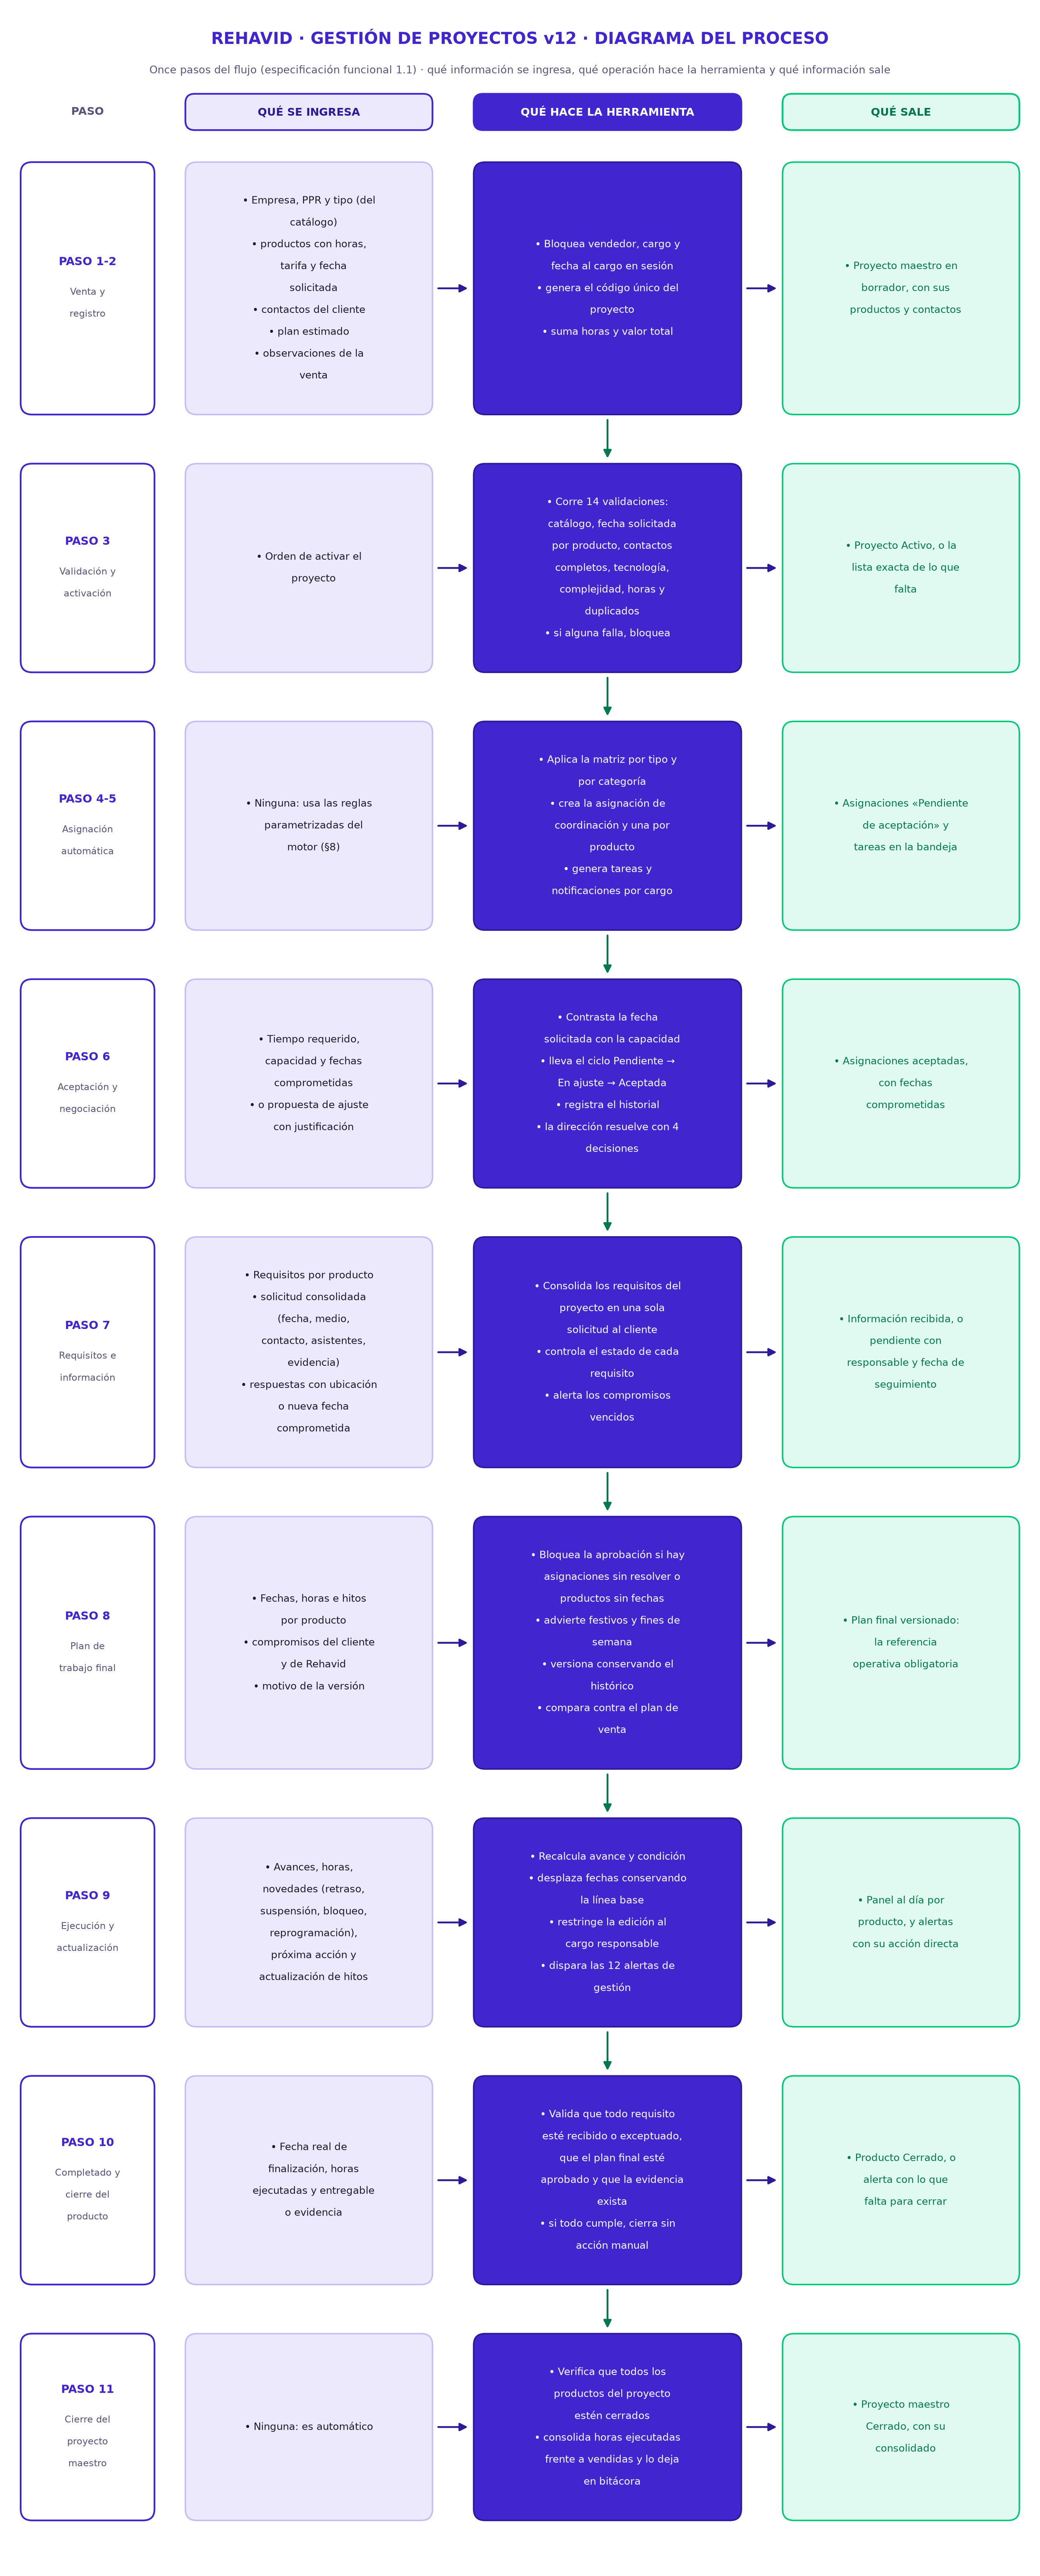 REHAVID · GESTIÓN DE PROYECTOS v12 · DIAGRAMA DEL PROCESO
Once pasos del flujo (especificación funcional 1.1) · qué información se ingresa, qué operación hace la herramienta y qué información sale
PASO
QUÉ SE INGRESA
QUÉ HACE LA HERRAMIENTA
QUÉ SALE
PASO 1-2
Venta y
registro
• Empresa, PPR y tipo (del
catálogo)
• productos con horas,
tarifa y fecha
solicitada
• contactos del cliente
• plan estimado
• observaciones de la
venta
• Bloquea vendedor, cargo y
fecha al cargo en sesión
• genera el código único del
proyecto
• suma horas y valor total
• Proyecto maestro en
borrador, con sus
productos y contactos
PASO 3
Validación y
activación
• Orden de activar el
proyecto
• Corre 14 validaciones:
catálogo, fecha solicitada
por producto, contactos
completos, tecnología,
complejidad, horas y
duplicados
• si alguna falla, bloquea
• Proyecto Activo, o la
lista exacta de lo que
falta
PASO 4-5
Asignación
automática
• Ninguna: usa las reglas
parametrizadas del
motor (§8)
• Aplica la matriz por tipo y
por categoría
• crea la asignación de
coordinación y una por
producto
• genera tareas y
notificaciones por cargo
• Asignaciones «Pendiente
de aceptación» y
tareas en la bandeja
PASO 6
Aceptación y
negociación
• Tiempo requerido,
capacidad y fechas
comprometidas
• o propuesta de ajuste
con justificación
• Contrasta la fecha
solicitada con la capacidad
• lleva el ciclo Pendiente →
En ajuste → Aceptada
• registra el historial
• la dirección resuelve con 4
decisiones
• Asignaciones aceptadas,
con fechas
comprometidas
PASO 7
Requisitos e
información
• Requisitos por producto
• solicitud consolidada
(fecha, medio,
contacto, asistentes,
evidencia)
• respuestas con ubicación
o nueva fecha
comprometida
• Consolida los requisitos del
proyecto en una sola
solicitud al cliente
• controla el estado de cada
requisito
• alerta los compromisos
vencidos
• Información recibida, o
pendiente con
responsable y fecha de
seguimiento
PASO 8
Plan de
trabajo final
• Fechas, horas e hitos
por producto
• compromisos del cliente
y de Rehavid
• motivo de la versión
• Bloquea la aprobación si hay
asignaciones sin resolver o
productos sin fechas
• advierte festivos y fines de
semana
• versiona conservando el
histórico
• compara contra el plan de
venta
• Plan final versionado:
la referencia
operativa obligatoria
PASO 9
Ejecución y
actualización
• Avances, horas,
novedades (retraso,
suspensión, bloqueo,
reprogramación),
próxima acción y
actualización de hitos
• Recalcula avance y condición
• desplaza fechas conservando
la línea base
• restringe la edición al
cargo responsable
• dispara las 12 alertas de
gestión
• Panel al día por
producto, y alertas
con su acción directa
PASO 10
Completado y
cierre del
producto
• Fecha real de
finalización, horas
ejecutadas y entregable
o evidencia
• Valida que todo requisito
esté recibido o exceptuado,
que el plan final esté
aprobado y que la evidencia
exista
• si todo cumple, cierra sin
acción manual
• Producto Cerrado, o
alerta con lo que
falta para cerrar
PASO 11
Cierre del
proyecto
maestro
• Ninguna: es automático
• Verifica que todos los
productos del proyecto
estén cerrados
• consolida horas ejecutadas
frente a vendidas y lo deja
en bitácora
• Proyecto maestro
Cerrado, con su
consolidado